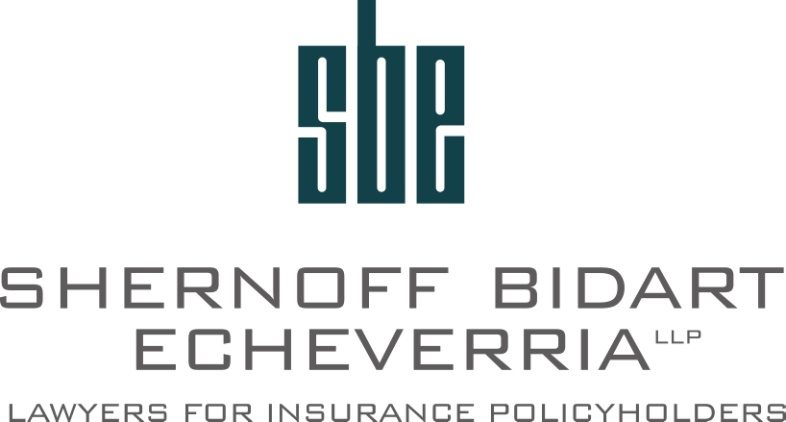 sbe
SHERNOFF BIDART
ECHEVERRIA LLP
LAWYERS FOR INSURANCE POLICYHOLDERS